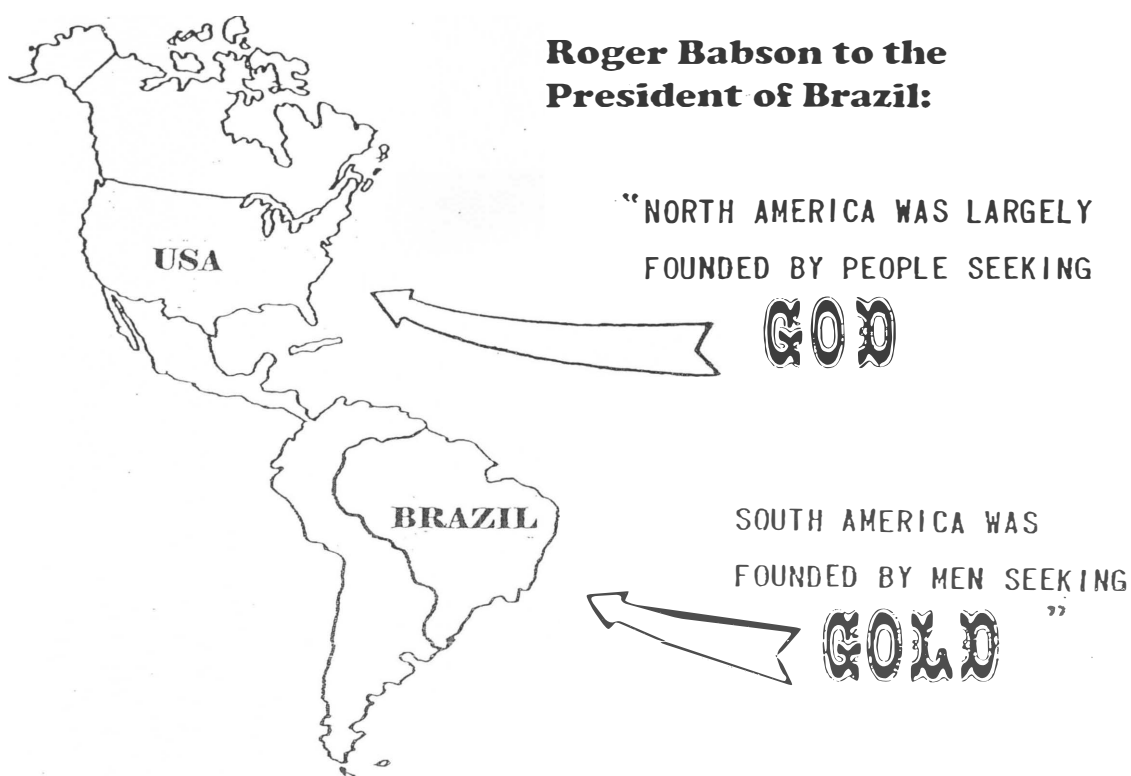 Roger Babson to the
President of Brazil:
“NORTH AMERICA WAS LARGELY
FOUNDED BY PEOPLE SEEKING
GOD
USA
BRAZIL
SOUTH AMERICA WAS
FOUNDED BY MEN SEEKING
GOLD”